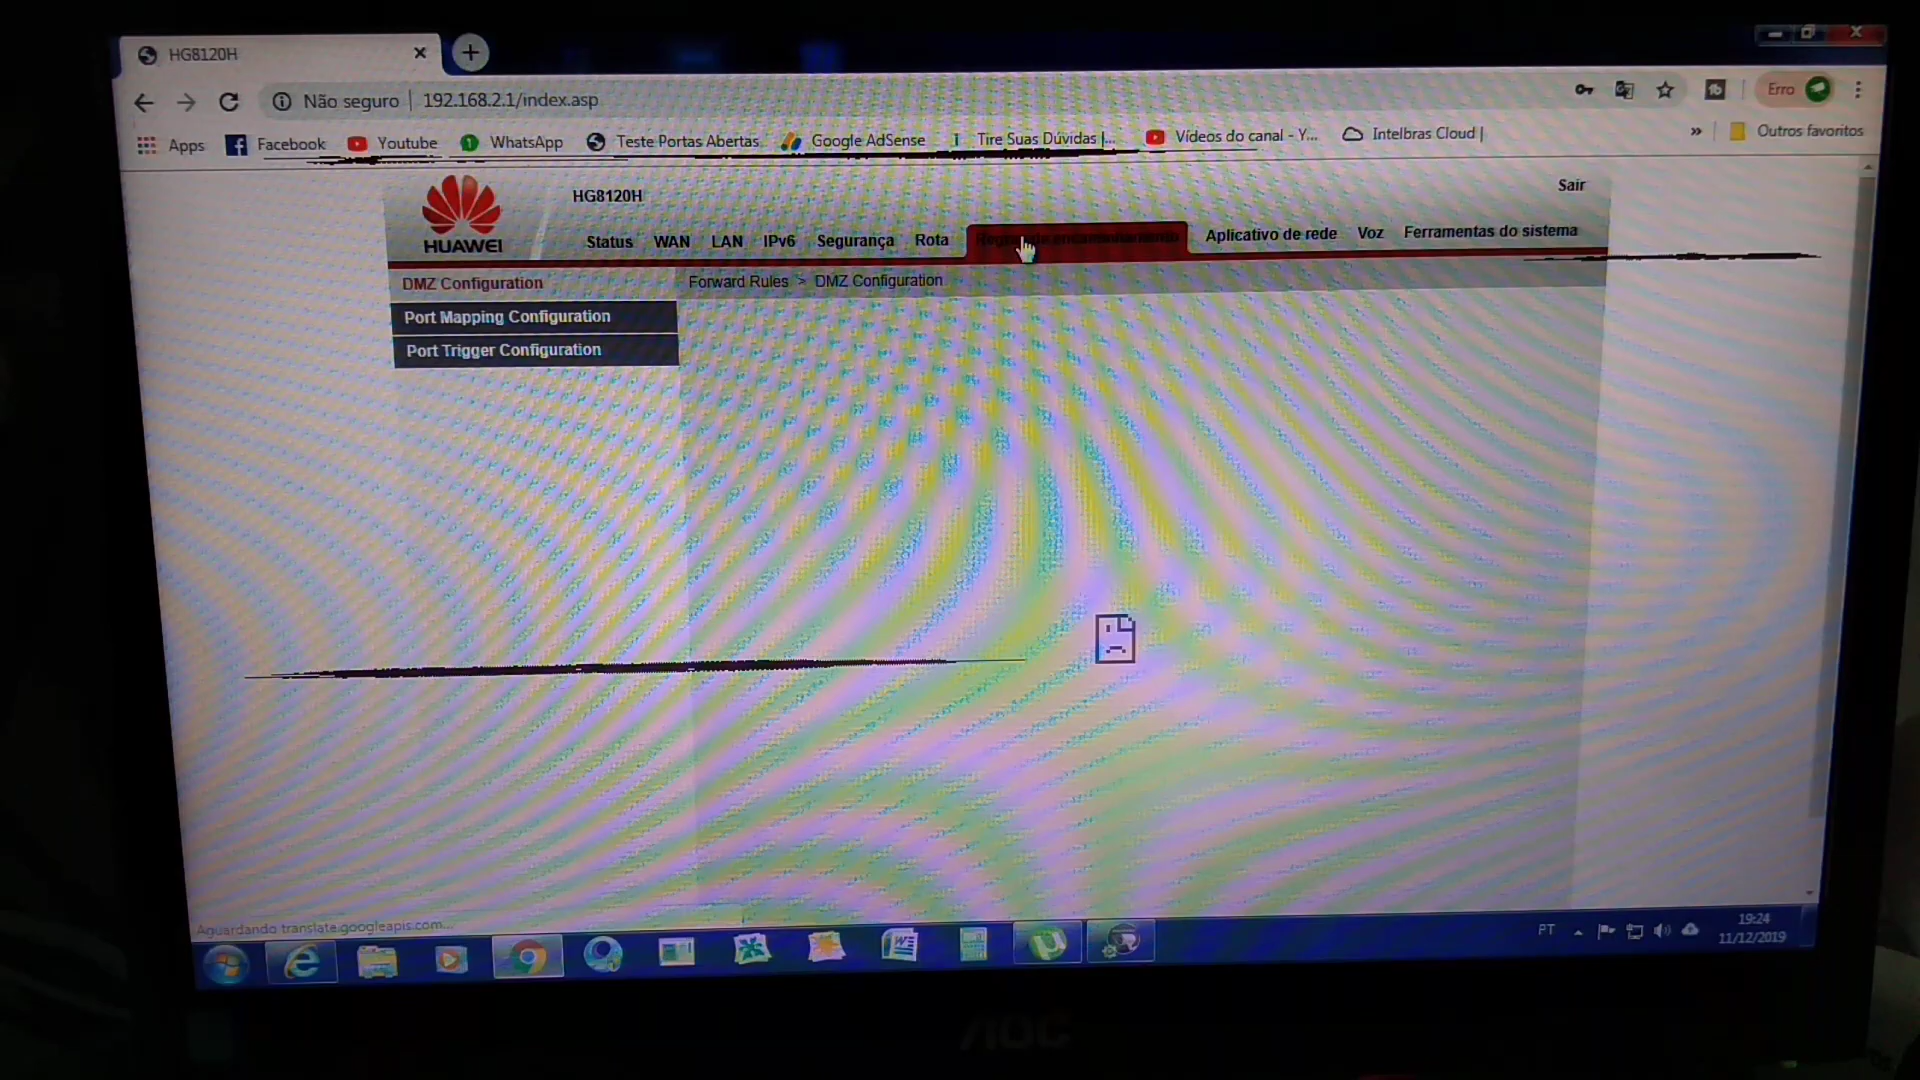 HG8120H
Não seguro | 192.168.2.1/index.asp
Erro
Apps Facebook Youtube WhatsApp Teste Portas Abertas Google AdSense Tire Suas Dúvidas |... Vídeos do canal - Y... Intelbras Cloud | » Outros favoritos
HUAWEI
HG8120H
Sair
Status WAN LAN IPv6 Segurança Rota Aplicativo de rede Voz Ferramentas do sistema
DMZ Configuration
Forward Rules > DMZ Configuration
Port Mapping Configuration
Port Trigger Configuration
Aguardando translate.googleapis.com...
PT
19:24
11/12/2019
AOC